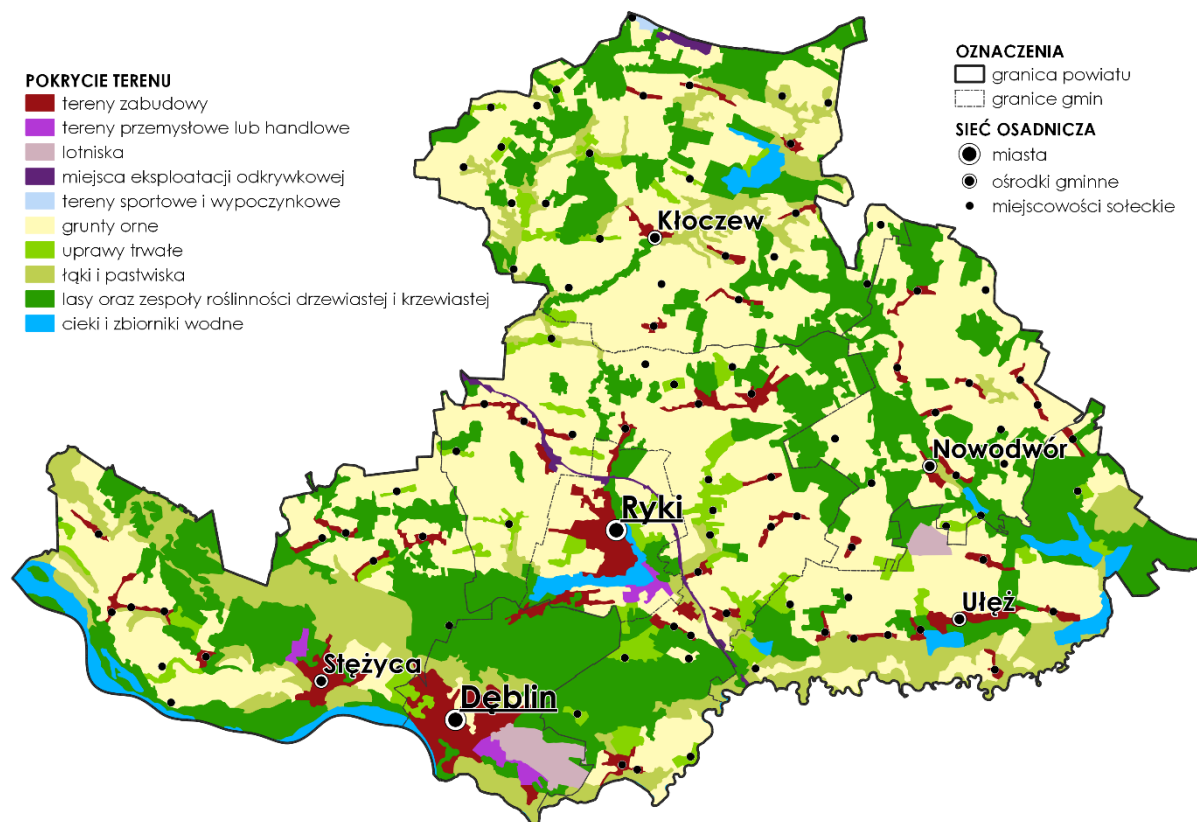 POKRYCIE TERENU
tereny zabudowy
tereny przemysłowe lub handlowe
lotniska
miejsca eksploatacji odkrywkowej
tereny sportowe i wypoczynkowe
grunty orne
uprawy trwałe
łąki i pastwiska
lasy oraz zespoły roślinności drzewiastej i krzewiastej
cieki i zbiorniki wodne
OZNACZENIA
granica powiatu
granice gmin
SIEĆ OSADNICZA
miasta
ośrodki gminne
miejscowości sołeckie
Kłoczew
Nowodwór
Ryki
Ułęż
Stężyca
Dęblin